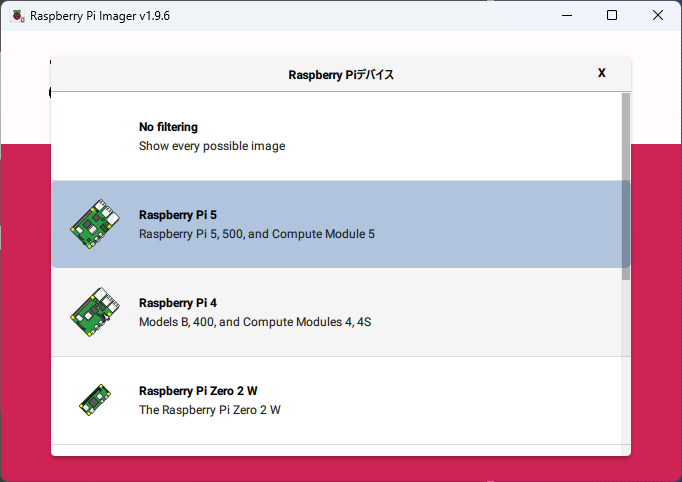 Raspberry Pi Imager v1.9.6
Raspberry Piデバイス
X
No filtering
Show every possible image
Raspberry Pi 5
Raspberry Pi 5, 500, and Compute Module 5
Raspberry Pi 4
Models B, 400, and Compute Modules 4, 4S
Raspberry Pi Zero 2 W
The Raspberry Pi Zero 2 W